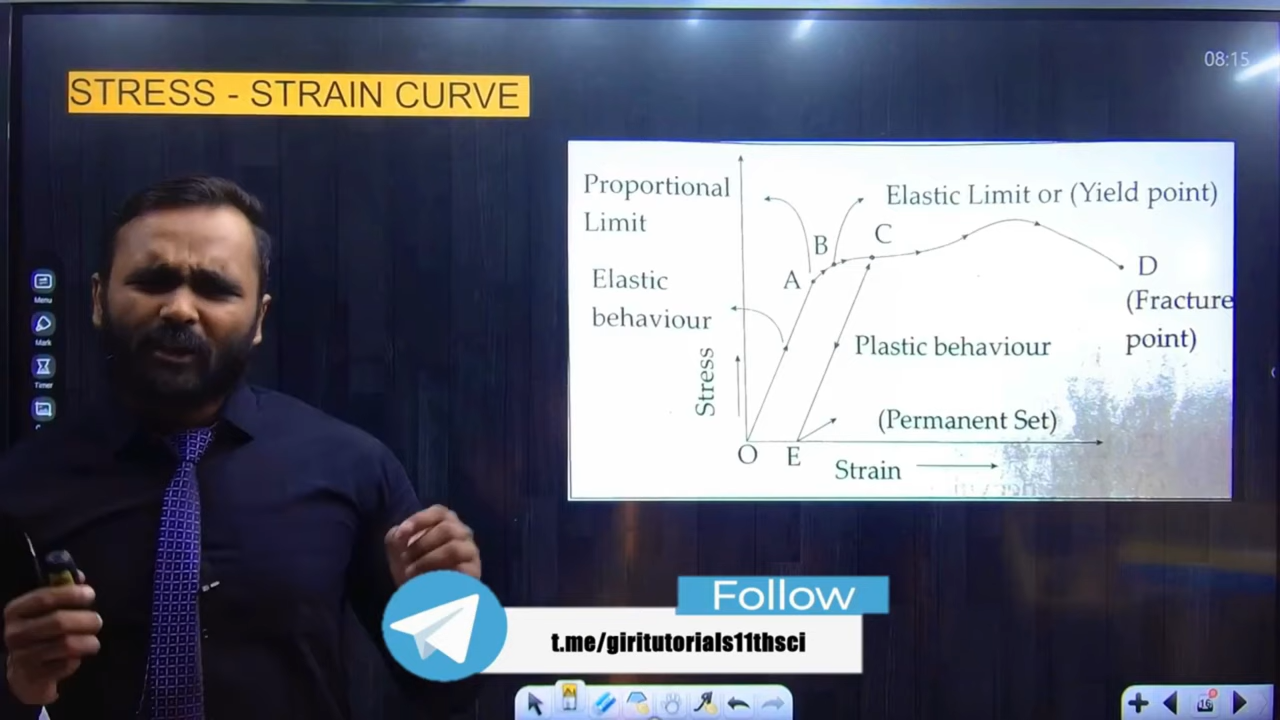 08:15
STRESS - STRAIN CURVE
Proportional
Limit
Elastic Limit or (Yield point)
B
C
A
D
Elastic
behaviour
(Fracture
point)
Stress
Plastic behaviour
(Permanent Set)
O
E
Strain
Menu
Mark
Timer
Follow
t.me/giritutorials11thsci
16